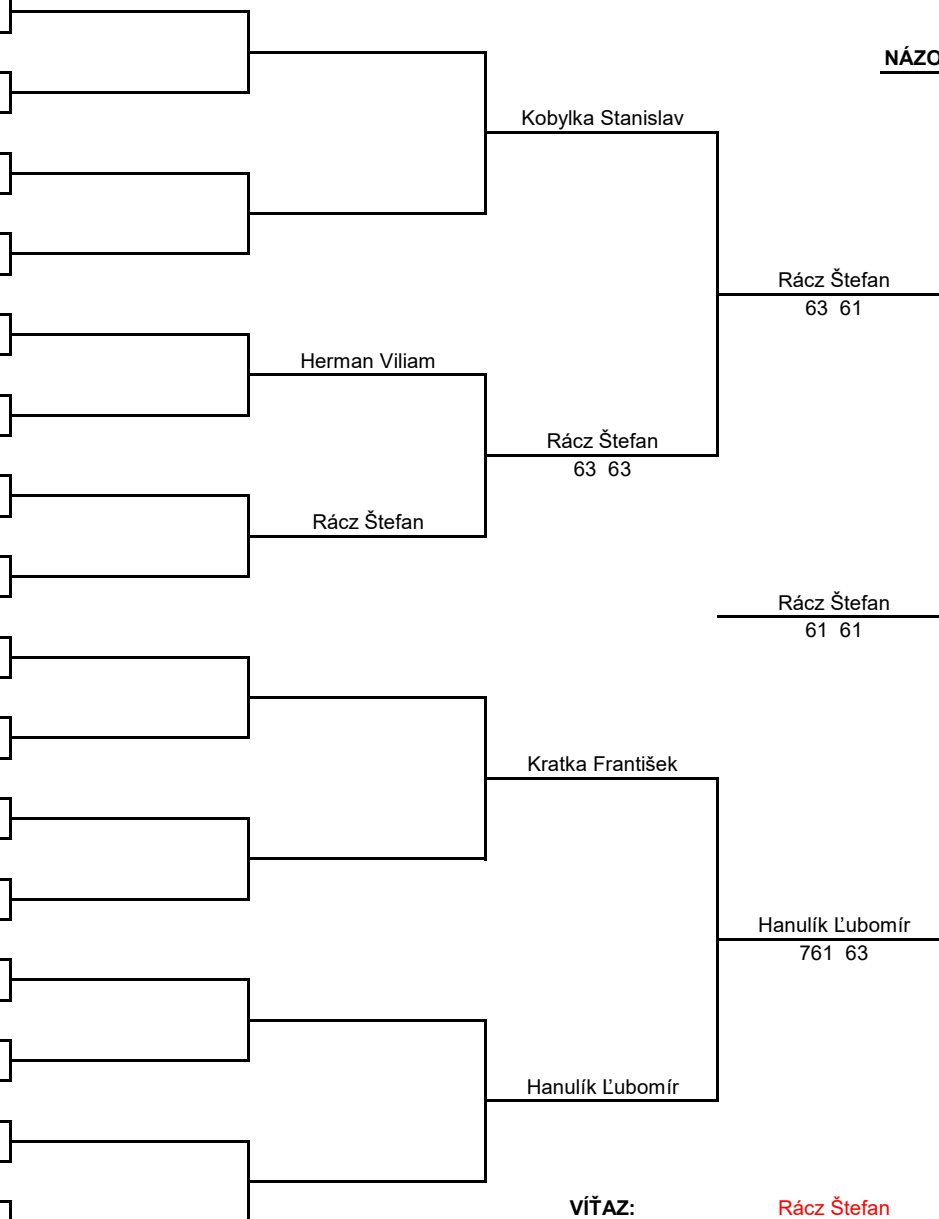 NÁZO
Kobylka Stanislav
Rácz Štefan
63 61
Herman Viliam
Rácz Štefan
63 63
Rácz Štefan
Rácz Štefan
61 61
Kratka František
Hanulík Ľubomír
761 63
Hanulík Ľubomír
VÍŤAZ: Rácz Štefan